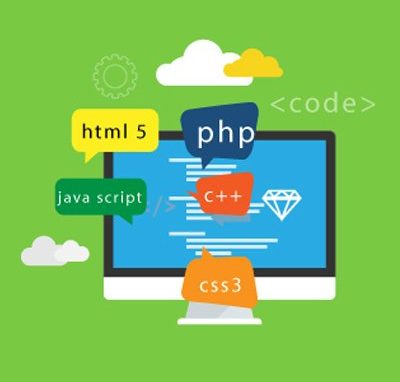 <code>
html 5
php
java script
</>
c++
css3